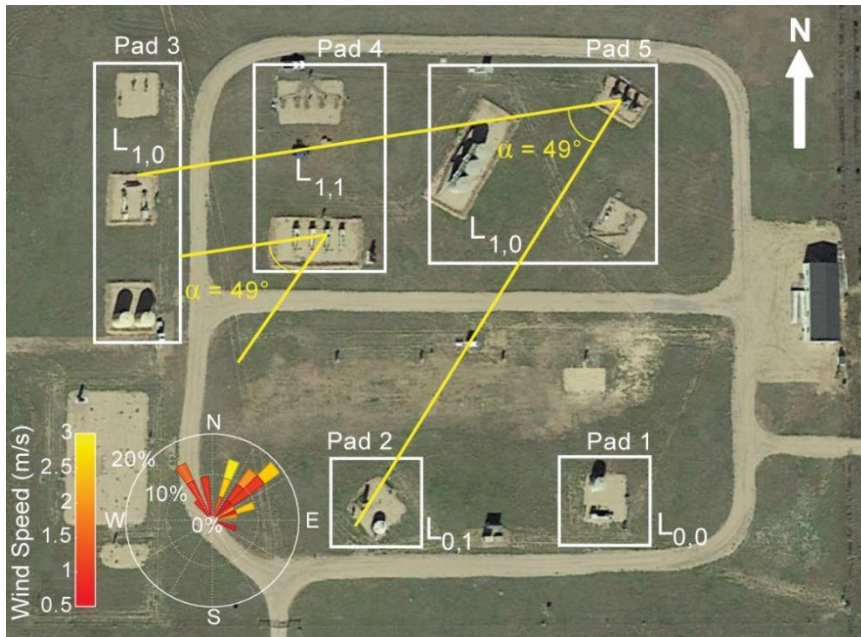 Pad 3
Pad 4
Pad 5
N
L1,0
α = 49°
L1,1
L1,0
α = 49°
Pad 2
Pad 1
N
Wind Speed (m/s)
3
2.5
2
1.5
1
0.5
20%
10%
0%
W
E
S
L0,1
L0,0